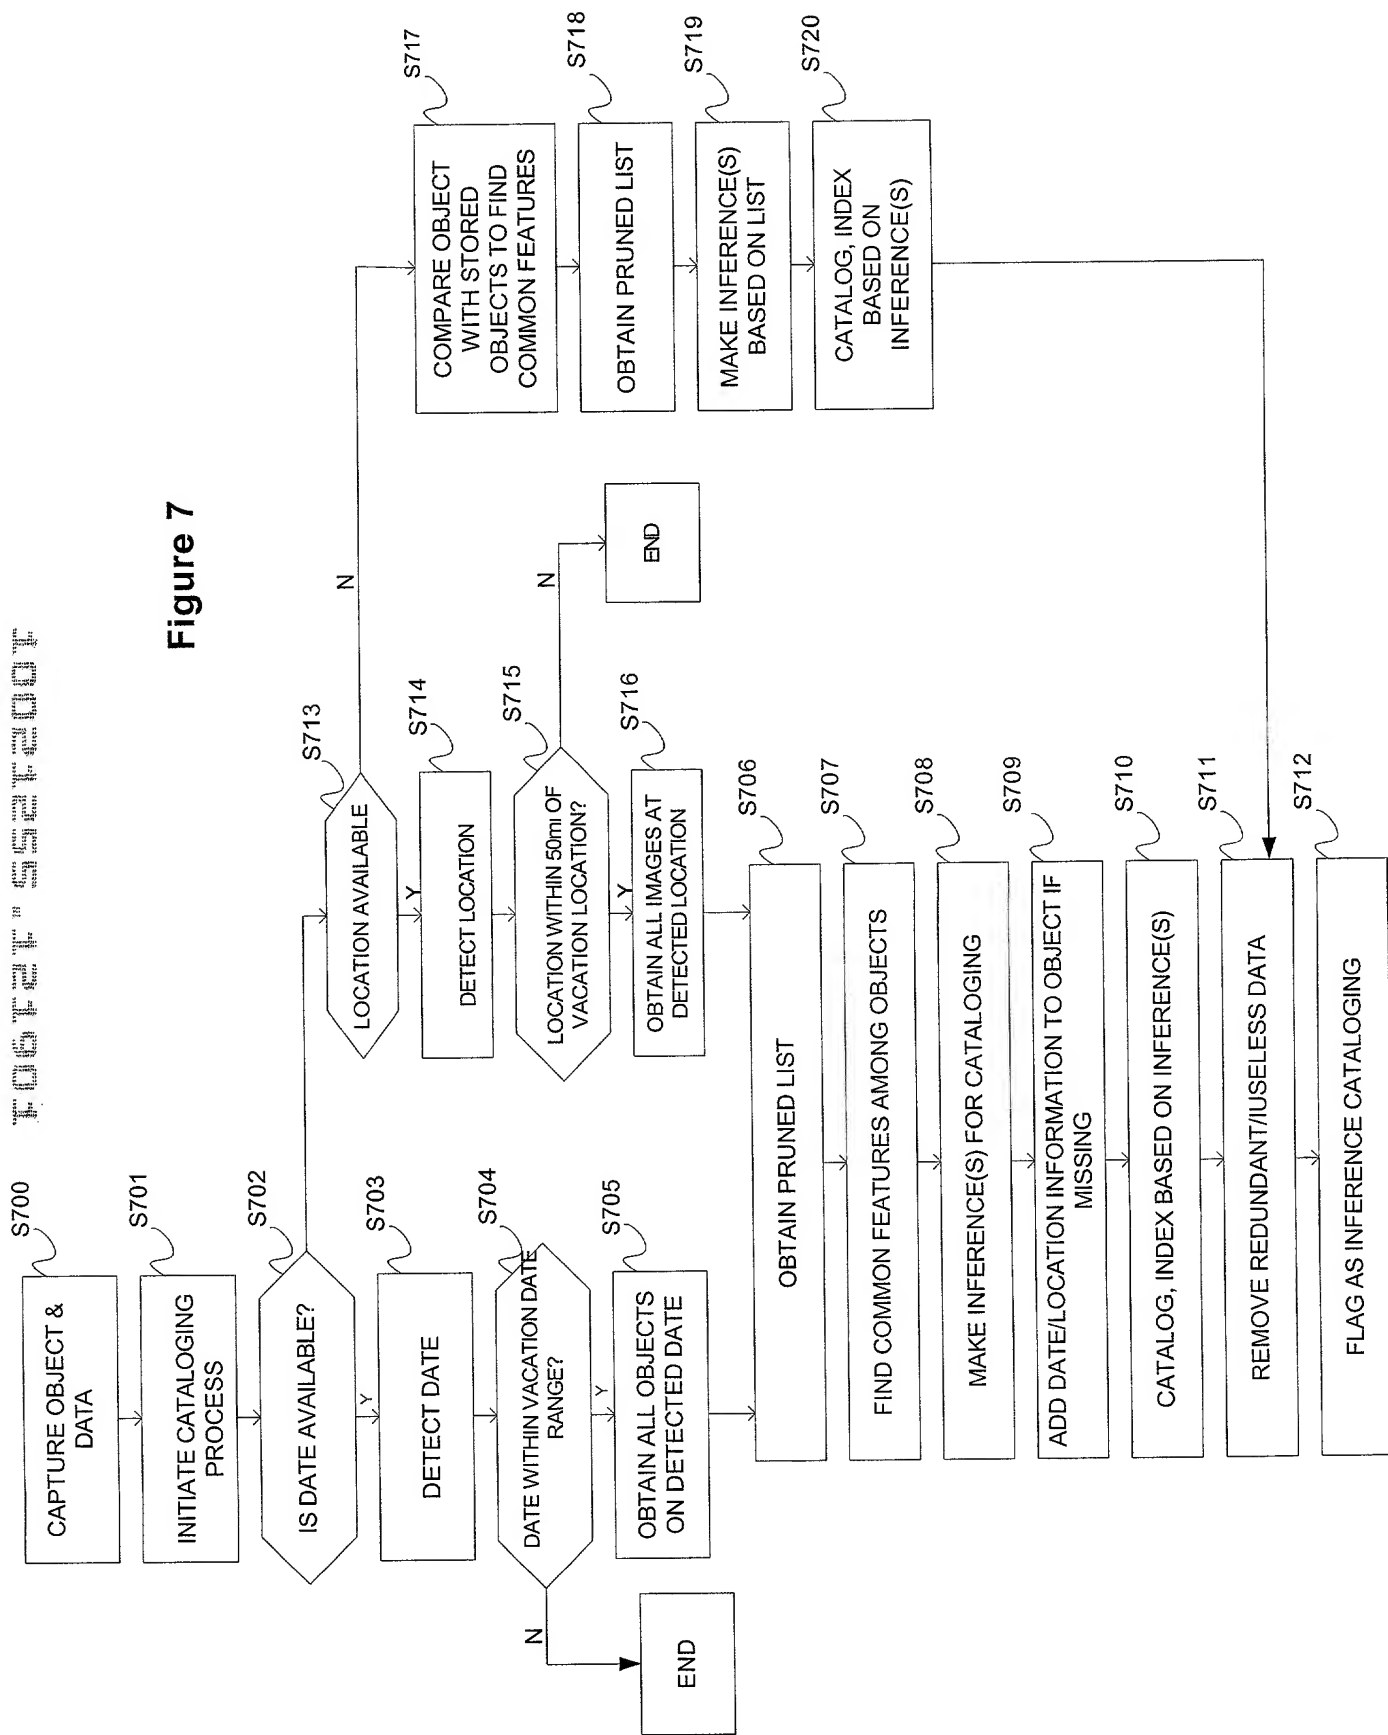 Figure 7
S700
CAPTURE OBJECT &
DATA
S701
INITIATE CATALOGING
PROCESS
S702
IS DATE AVAILABLE?
Y
S703
DETECT DATE
S704
DATE WITHIN VACATION DATE
RANGE?
N
END
Y
S705
OBTAIN ALL OBJECTS
ON DETECTED DATE
S713
LOCATION AVAILABLE
N
Y
S714
DETECT LOCATION
S715
LOCATION WITHIN 50mi OF
VACATION LOCATION?
N
END
Y
S716
OBTAIN ALL IMAGES AT
DETECTED LOCATION
S706
OBTAIN PRUNED LIST
S707
FIND COMMON FEATURES AMONG OBJECTS
S708
MAKE INFERENCE(S) FOR CATALOGING
S709
ADD DATE/LOCATION INFORMATION TO OBJECT IF
MISSING
S710
CATALOG, INDEX BASED ON INFERENCE(S)
S711
REMOVE REDUNDANT/IUSELESS DATA
S712
FLAG AS INFERENCE CATALOGING
S717
COMPARE OBJECT
WITH STORED
OBJECTS TO FIND
COMMON FEATURES
S718
OBTAIN PRUNED LIST
S719
MAKE INFERENCE(S)
BASED ON LIST
S720
CATALOG, INDEX
BASED ON
INFERENCE(S)